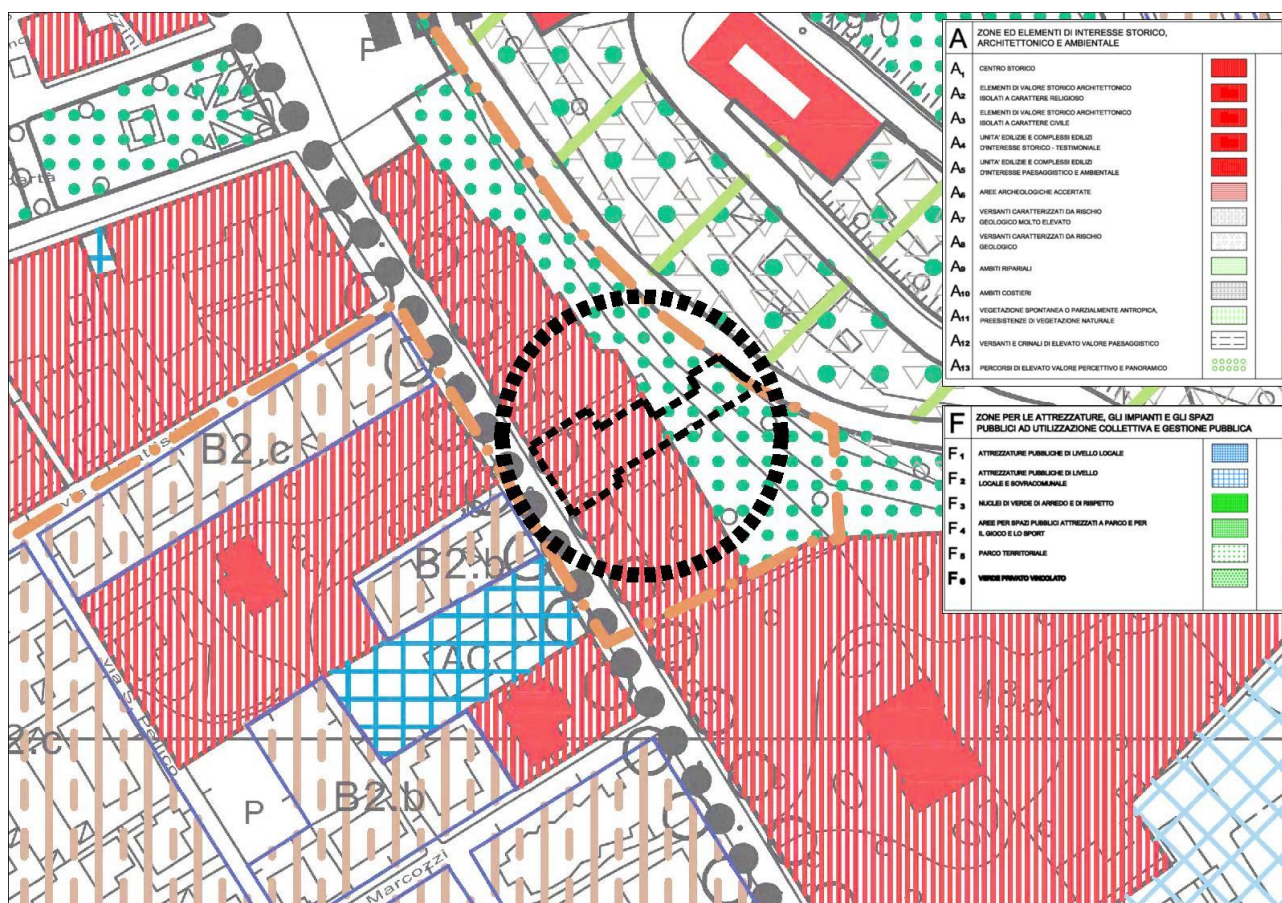 A
ZONE ED ELEMENTI DI INTERESSE STORICO,
ARCHITETTONICO E AMBIENTALE
A1 CENTRO STORICO
A2 ELEMENTI DI VALORE STORICO ARCHITETTONICO
ISOLATI A CARATTERE RELIGIOSO
A3 ELEMENTI DI VALORE STORICO ARCHITETTONICO
ISOLATI A CARATTERE CIVILE
A4 UNITA' EDILIZIE E COMPLESSI EDILIZI
D'INTERESSE STORICO - TESTIMONIALE
A5 UNITA' EDILIZIE E COMPLESSI EDILIZI
D'INTERESSE PAESAGGISTICO E AMBIENTALE
A6 AREE ARCHEOLOGICHE ACCERTATE
A7 VERSANTI CARATTERIZZATI DA RISCHIO
GEOLOGICO MOLTO ELEVATO
A8 VERSANTI CARATTERIZZATI DA RISCHIO
GEOLOGICO
A9 AMBITI RIPARIALI
A10 AMBITI COSTIERI
A11 VEGETAZIONE SPONTANEA O PARZIALMENTE ANTROPICA,
PREESISTENZE DI VEGETAZIONE NATURALE
A12 VERSANTI E CRINALI DI ELEVATO VALORE PAESAGGISTICO
A13 PERCORSI DI ELEVATO VALORE PERCETTIVO E PANORAMICO
F
ZONE PER LE ATTREZZATURE, GLI IMPIANTI E GLI SPAZI
PUBBLICI AD UTILIZZAZIONE COLLETTIVA E GESTIONE PUBBLICA
F1 ATTREZZATURE PUBBLICHE DI LIVELLO LOCALE
F2 ATTREZZATURE PUBBLICHE DI LIVELLO
LOCALE E SOVRACOMUNALE
F3 NUCLEI DI VERDE DI ARREDO E DI RISPETTO
F4 AREE PER SPAZI PUBBLICI ATTREZZATI A PARCO E PER
IL GIOCO E LO SPORT
F5 PARCO TERRITORIALE
F6 VERDE PRIVATO VINCOLATO
P
B2.c
B2.b
AC
via S. Pellico
P
B2.b
Marcozzi
48,7